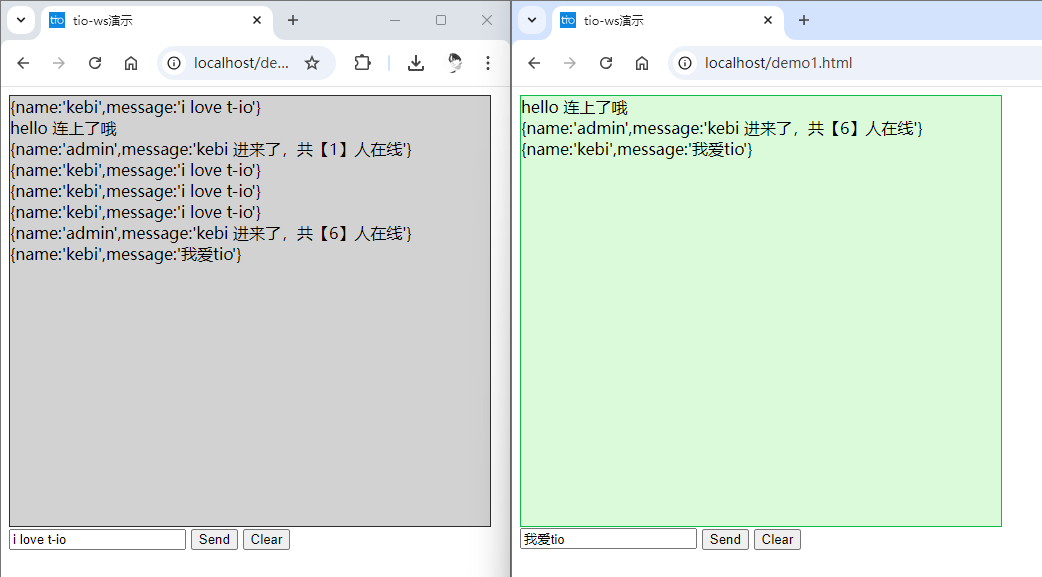 tio-ws演示
localhost/de...
{name:'kebi',message:'i love t-io'}
hello 连上了哦
{name:'admin',message:'kebi 进来了，共【1】人在线'}
{name:'kebi',message:'i love t-io'}
{name:'kebi',message:'i love t-io'}
{name:'kebi',message:'i love t-io'}
{name:'admin',message:'kebi 进来了，共【6】人在线'}
{name:'kebi',message:'我爱tio'}
i love t-io Send Clear
tio-ws演示
localhost/demo1.html
hello 连上了哦
{name:'admin',message:'kebi 进来了，共【6】人在线'}
{name:'kebi',message:'我爱tio'}
我爱tio Send Clear